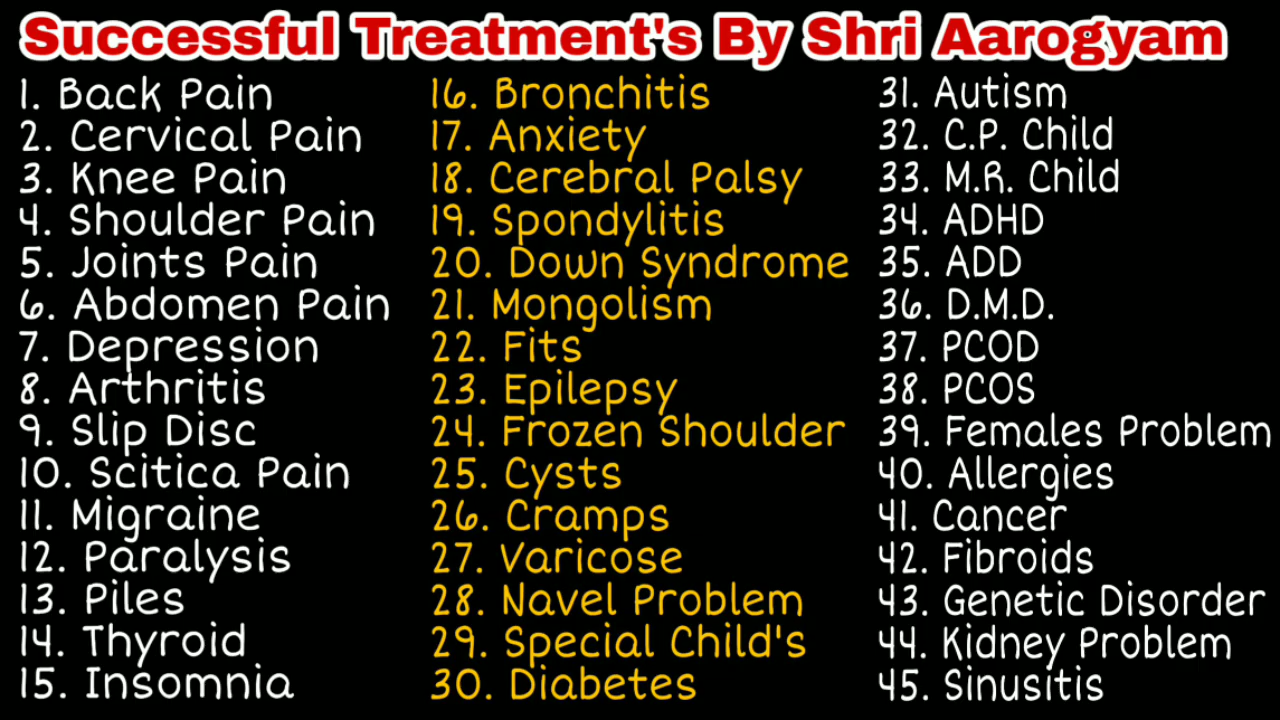 Successful Treatment's By Shri Aarogyam
1. Back Pain
2. Cervical Pain
3. Knee Pain
4. Shoulder Pain
5. Joints Pain
6. Abdomen Pain
7. Depression
8. Arthritis
9. Slip Disc
10. Scitica Pain
11. Migraine
12. Paralysis
13. Piles
14. Thyroid
15. Insomnia
16. Bronchitis
17. Anxiety
18. Cerebral Palsy
19. Spondylitis
20. Down Syndrome
21. Mongolism
22. Fits
23. Epilepsy
24. Frozen Shoulder
25. Cysts
26. Cramps
27. Varicose
28. Navel Problem
29. Special Child's
30. Diabetes
31. Autism
32. C.P. Child
33. M.R. Child
34. ADHD
35. ADD
36. D.M.D.
37. PCOD
38. PCOS
39. Females Problem
40. Allergies
41. Cancer
42. Fibroids
43. Genetic Disorder
44. Kidney Problem
45. Sinusitis